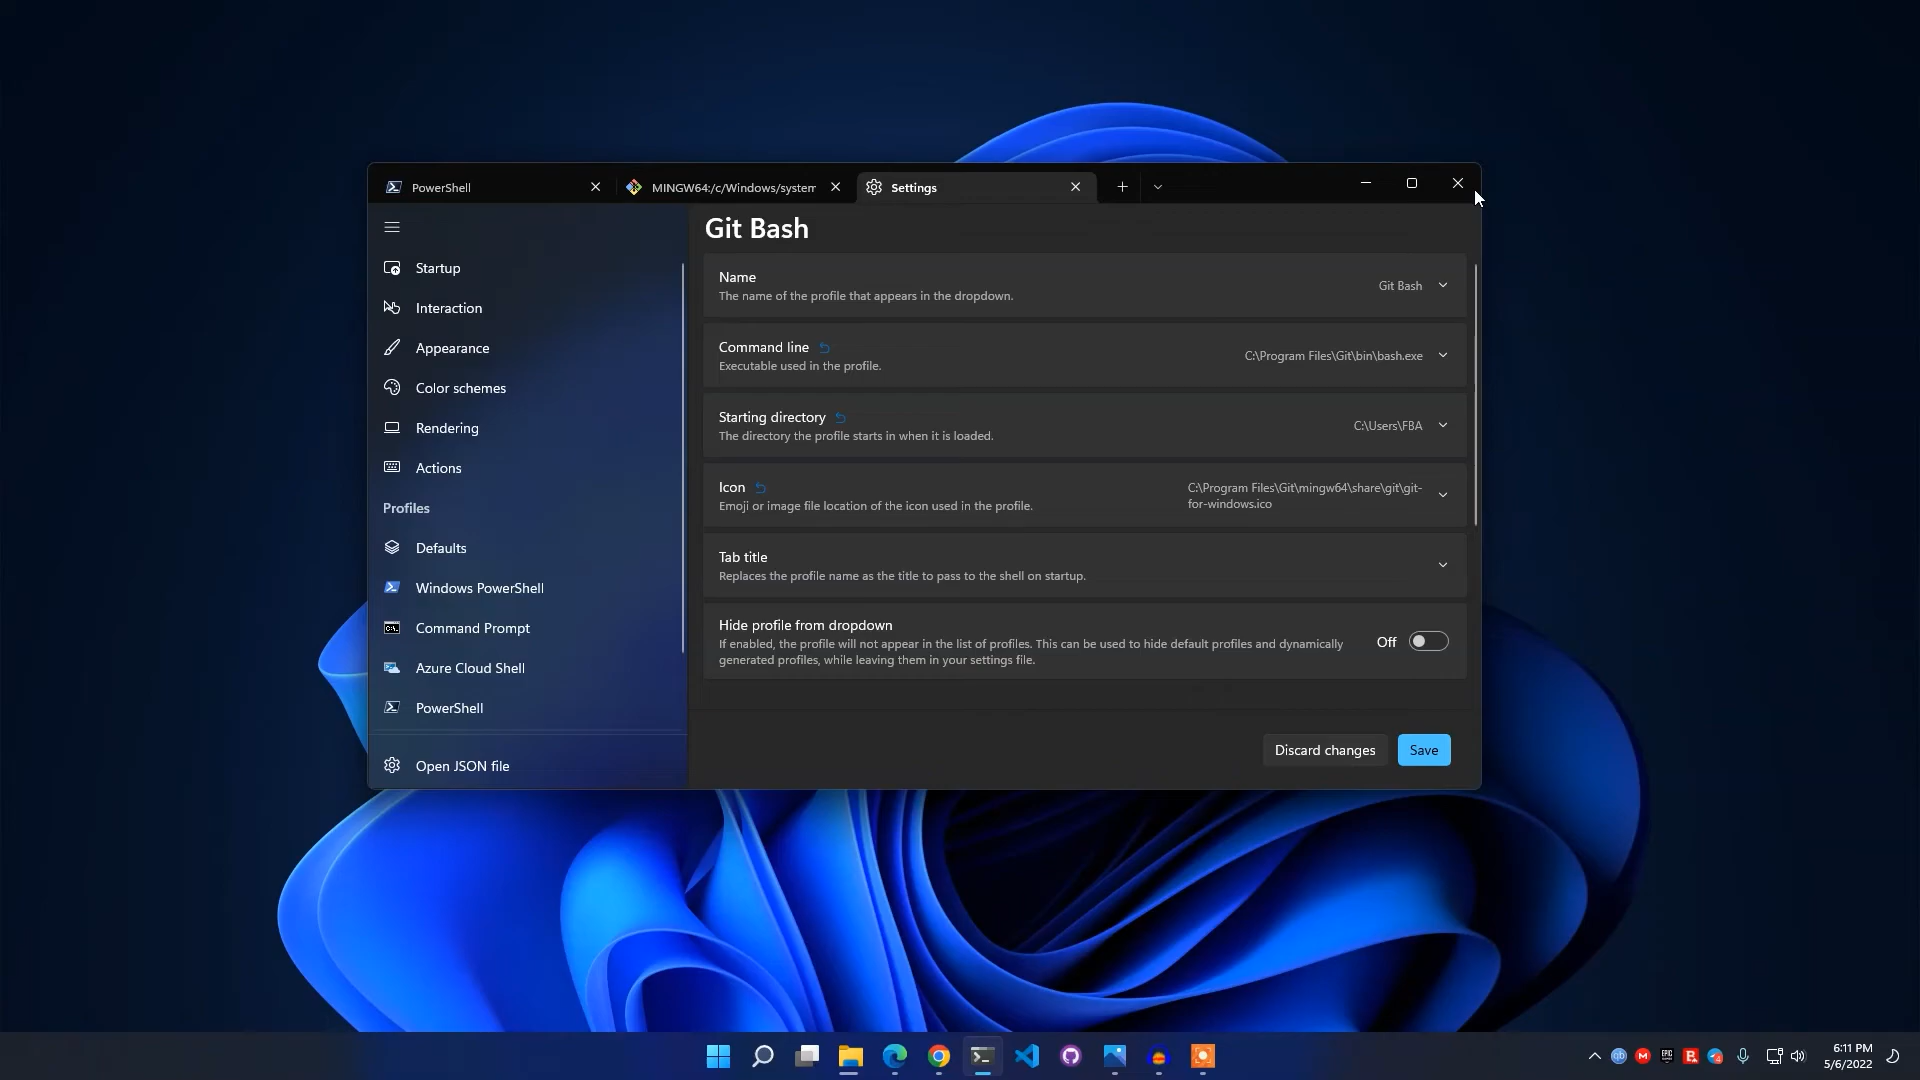 PowerShell
MINGW64:/c/Windows/system
Settings
Git Bash
Startup
Interaction
Appearance
Color schemes
Rendering
Actions
Profiles
Defaults
Windows PowerShell
Command Prompt
Azure Cloud Shell
PowerShell
Open JSON file
Name
The name of the profile that appears in the dropdown.
Git Bash
Command line
Executable used in the profile.
C:\Program Files\Git\bin\bash.exe
Starting directory
The directory the profile starts in when it is loaded.
C:\Users\FBA
Icon
Emoji or image file location of the icon used in the profile.
C:\Program Files\Git\mingw64\share\git\git-
for-windows.ico
Tab title
Replaces the profile name as the title to pass to the shell on startup.
Hide profile from dropdown
If enabled, the profile will not appear in the list of profiles. This can be used to hide default profiles and dynamically
generated profiles, while leaving them in your settings file.
Off
Discard changes
Save
6:11 PM
5/6/2022